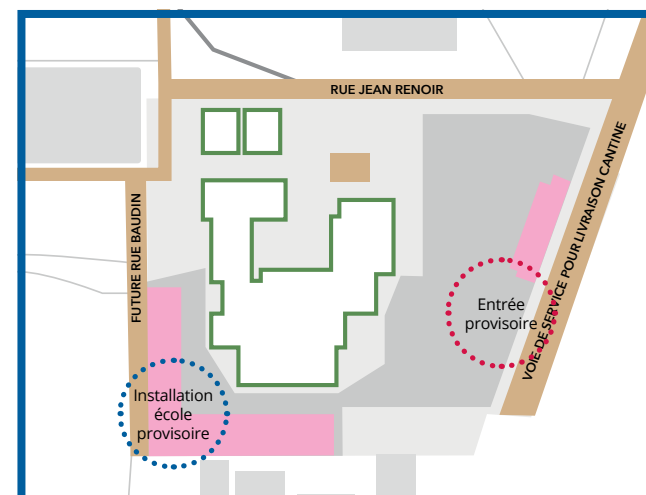 RUE JEAN RENOIR
FUTURE RUE BAUDIN
VOIE DE SERVICE POUR LIVRAISON CANTINE
Entrée
provisoire
Installation
école
provisoire